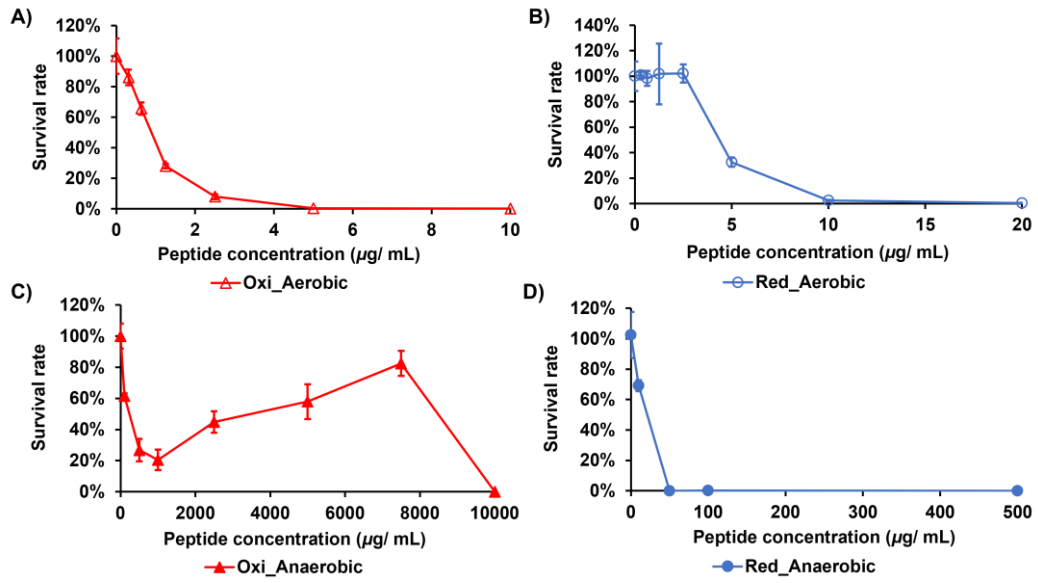 A)
120%
100%
80%
60%
40%
20%
0%
Survival rate
0 2 4 6 8 10
Peptide concentration (µg/ mL)
Oxi_Aerobic
B)
140%
120%
100%
80%
60%
40%
20%
0%
Survival rate
0 5 10 15 20
Peptide concentration (µg/ mL)
Red_Aerobic
C)
120%
100%
80%
60%
40%
20%
0%
Survival rate
0 2000 4000 6000 8000 10000
Peptide concentration (µg/ mL)
Oxi_Anaerobic
D)
120%
100%
80%
60%
40%
20%
0%
Survival rate
0 100 200 300 400 500
Peptide concentration (µg/ mL)
Red_Anaerobic